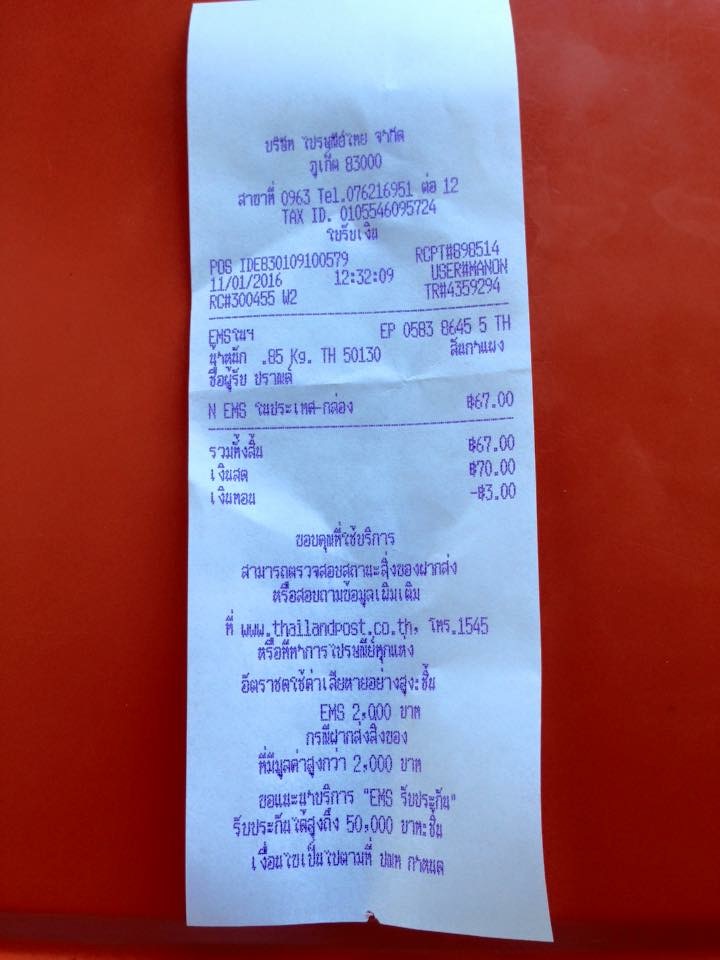 บริษัท ไปรษณีย์ไทย จำกัด
ภูเก็ต 83000
สาขาที่ 0963 Tel.076216951 ต่อ 12
TAX ID. 0105546095724
ใบรับเงิน
POS IDE830109100579 RCPT#898514
11/01/2016 12:32:09 USER#MANON
RC#300455 W2 TR#4359294
EMSในฯ EP 0583 8645 5 TH
น้ำหนัก .85 Kg. TH 50130 สันกำแพง
ชื่อผู้รับ ปราณต์
N EMS ในประเทศ-กล่อง ฿67.00
รวมทั้งสิ้น ฿67.00
เงินสด ฿70.00
เงินทอน -฿3.00
ขอบคุณที่ใช้บริการ
สามารถตรวจสอบสถานะสิ่งของฝากส่ง
หรือสอบถามข้อมูลเพิ่มเติม
ที่ www.thailandpost.co.th, โทร.1545
หรือที่ทำการไปรษณีย์ทุกแห่ง
อัตราชดใช้ค่าเสียหายอย่างสูง:ชิ้น
EMS 2,000 บาท
กรณีฝากส่งสิ่งของ
ที่มีมูลค่าสูงกว่า 2,000 บาท
ขอแนะนำบริการ "EMS รับประกัน"
รับประกันได้สูงถึง 50,000 บาท:ชิ้น
เงื่อนไขเป็นไปตามที่ ปณท กำหนด